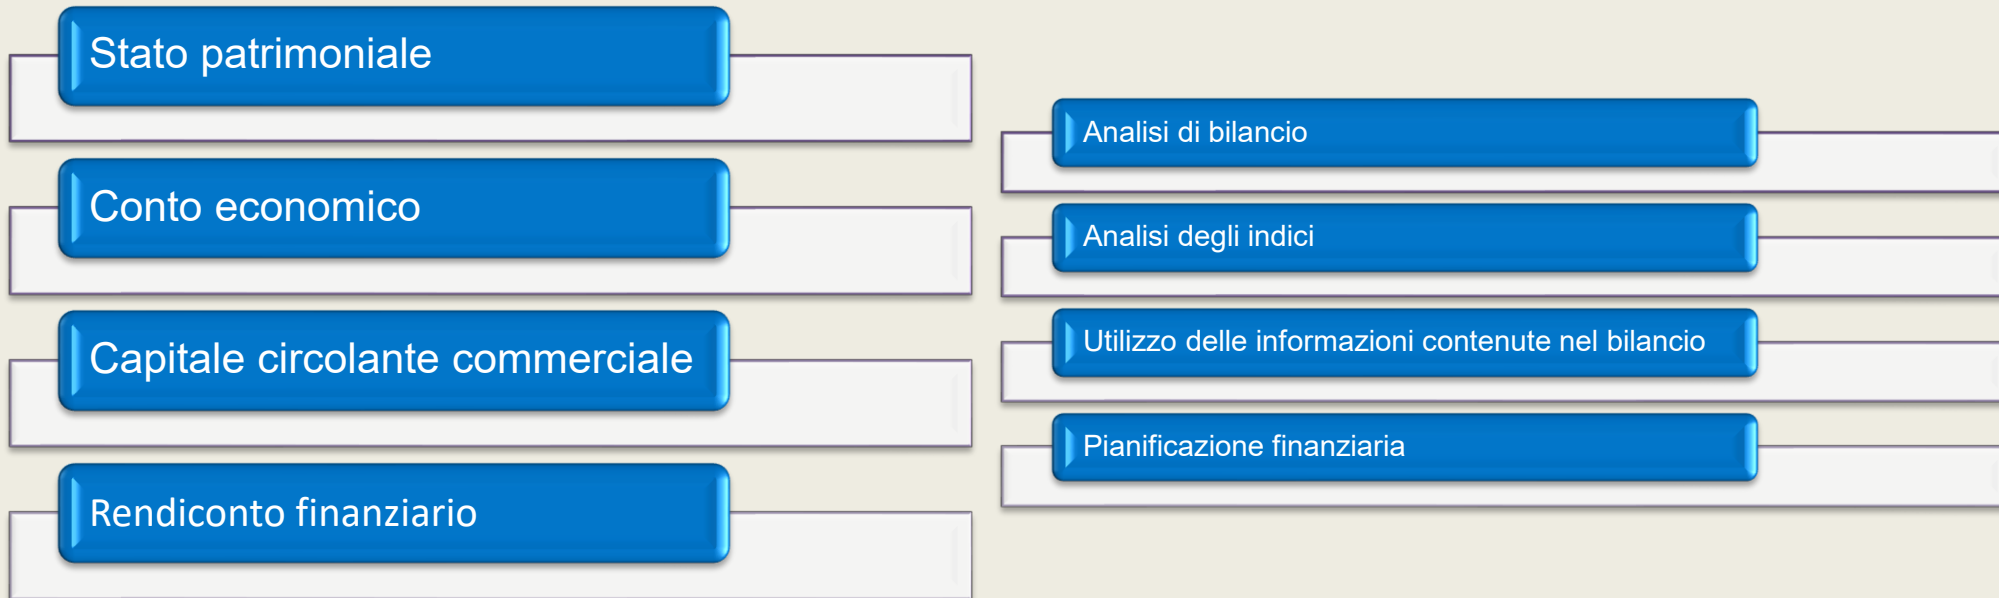 Stato patrimoniale
Conto economico
Capitale circolante commerciale
Rendiconto finanziario
Analisi di bilancio
Analisi degli indici
Utilizzo delle informazioni contenute nel bilancio
Pianificazione finanziaria